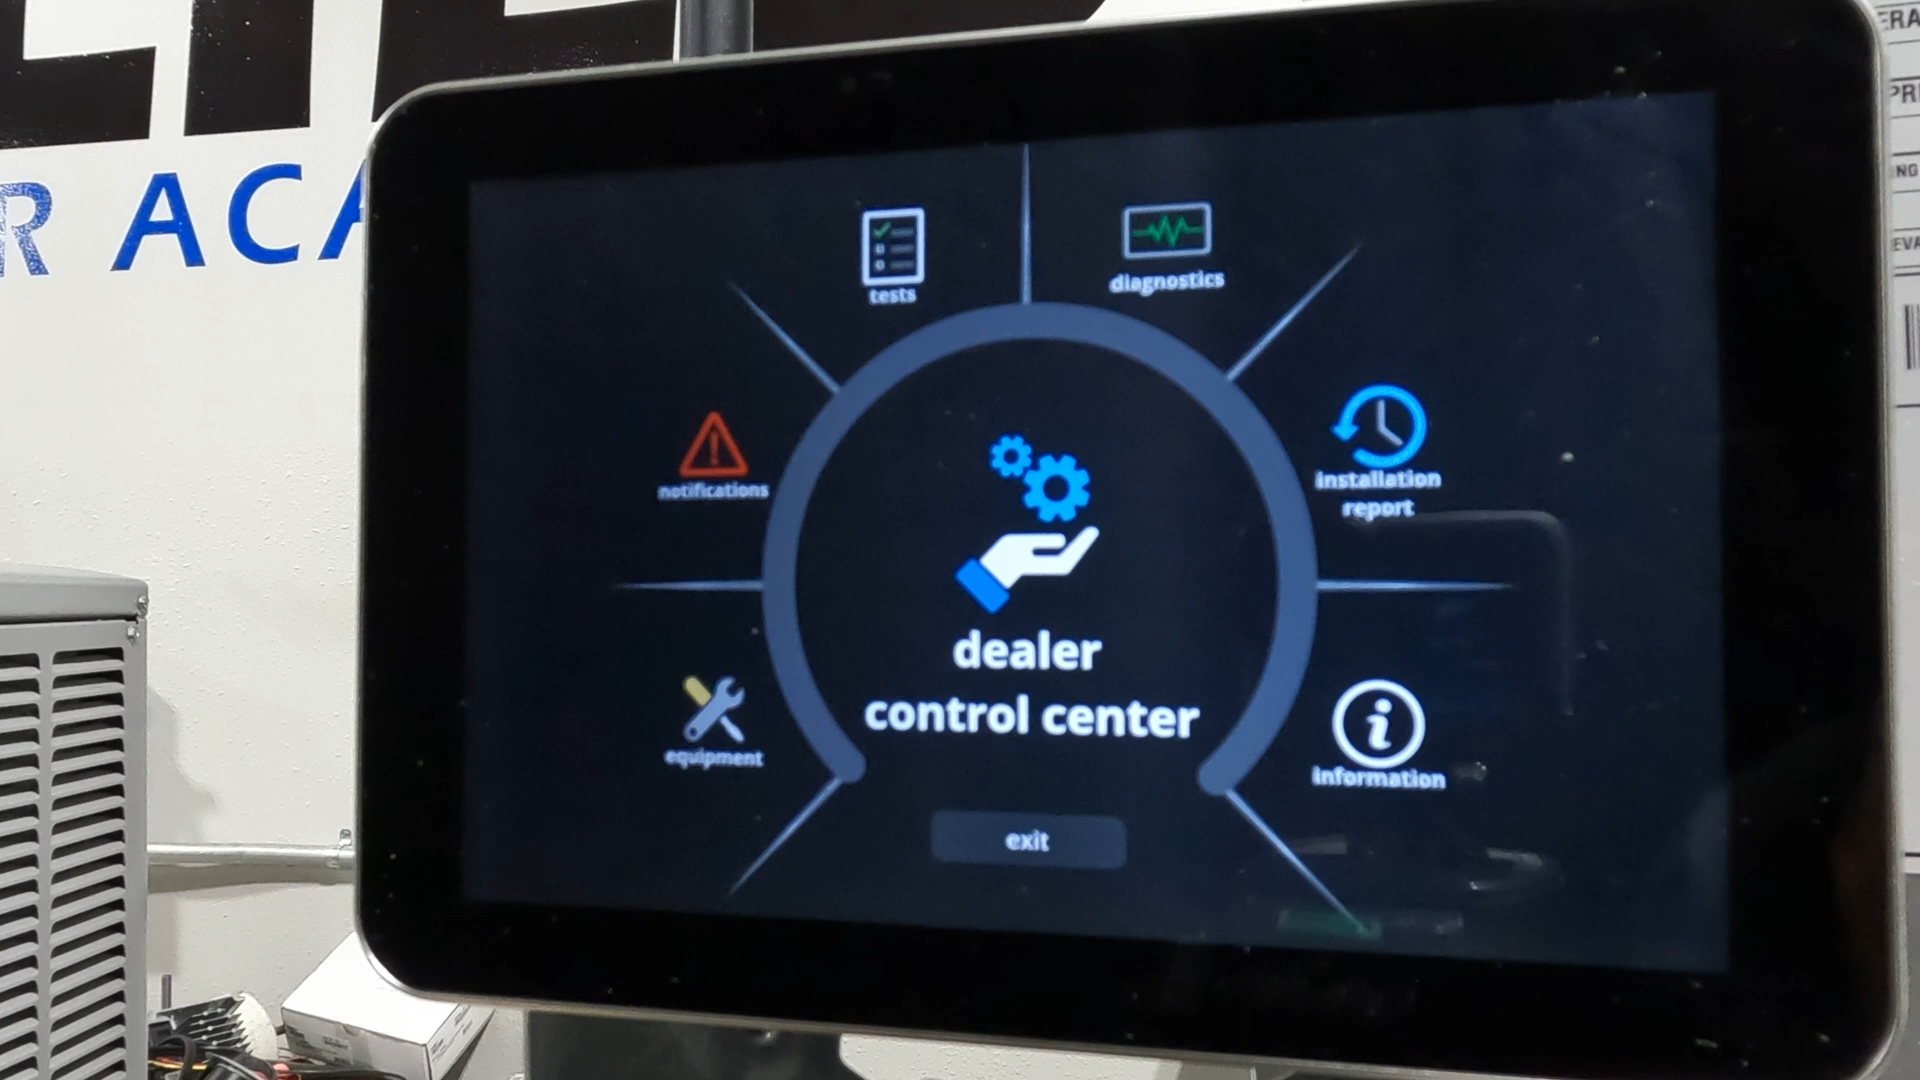 R ACA
tests
diagnostics
notifications
installation
report
dealer
control center
equipment
information
exit